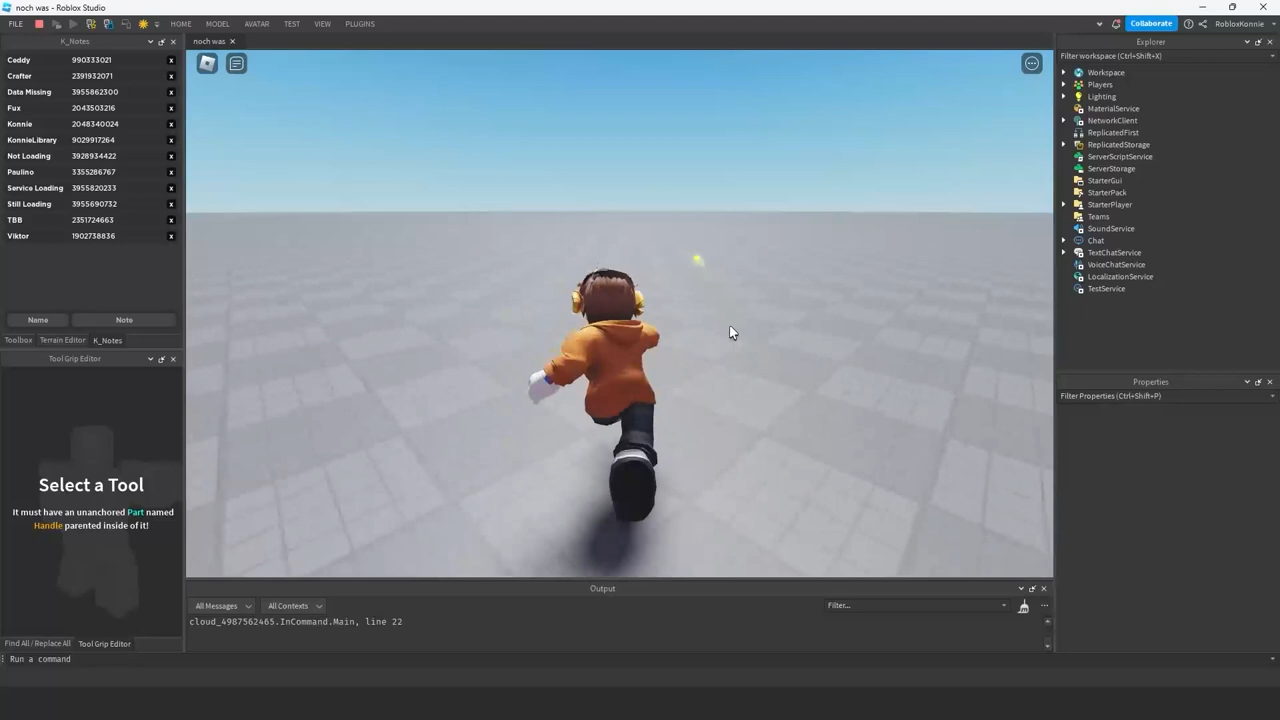 noch was - Roblox Studio
FILE HOME MODEL AVATAR TEST VIEW PLUGINS Collaborate RobloxKonnie
K_Notes
Ceddy 990333021 x
Crafter 2391932071 x
Data Missing 3955862300 x
Fux 2043503216 x
Konnie 2048340024 x
KonnieLibrary 9029917264 x
Not Loading 3928934422 x
Paulino 3355286767 x
Service Loading 3955820233 x
Still Loading 3955690732 x
TBB 2351724663 x
Viktor 1902738836 x
Name Note
Toolbox Terrain Editor K_Notes
Tool Grip Editor
Select a Tool
It must have an unanchored Part named
Handle parented inside of it!
Find All / Replace All Tool Grip Editor
noch was
Output
All Messages All Contexts Filter...
cloud_4987562465.InCommand.Main, line 22
Run a command
Explorer
Filter workspace (Ctrl+Shift+X)
Workspace
Players
Lighting
MaterialService
NetworkClient
ReplicatedFirst
ReplicatedStorage
ServerScriptService
ServerStorage
StarterGui
StarterPack
StarterPlayer
Teams
SoundService
Chat
TextChatService
VoiceChatService
LocalizationService
TestService
Properties
Filter Properties (Ctrl+Shift+P)